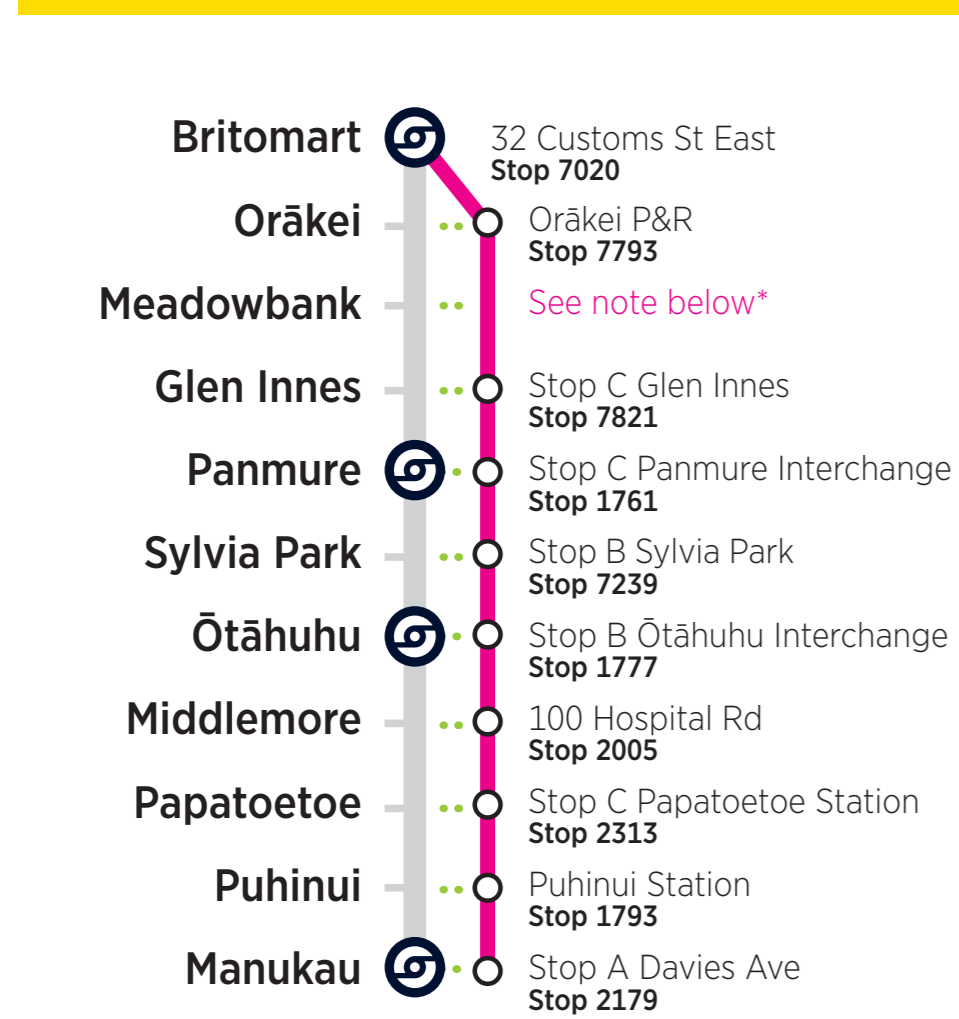 Britomart
32 Customs St East
Stop 7020
Orākei
Orākei P&R
Stop 7793
Meadowbank
See note below*
Glen Innes
Stop C Glen Innes
Stop 7821
Panmure
Stop C Panmure Interchange
Stop 1761
Sylvia Park
Stop B Sylvia Park
Stop 7239
Ōtāhuhu
Stop B Ōtāhuhu Interchange
Stop 1777
Middlemore
100 Hospital Rd
Stop 2005
Papatoetoe
Stop C Papatoetoe Station
Stop 2313
Puhinui
Puhinui Station
Stop 1793
Manukau
Stop A Davies Ave
Stop 2179